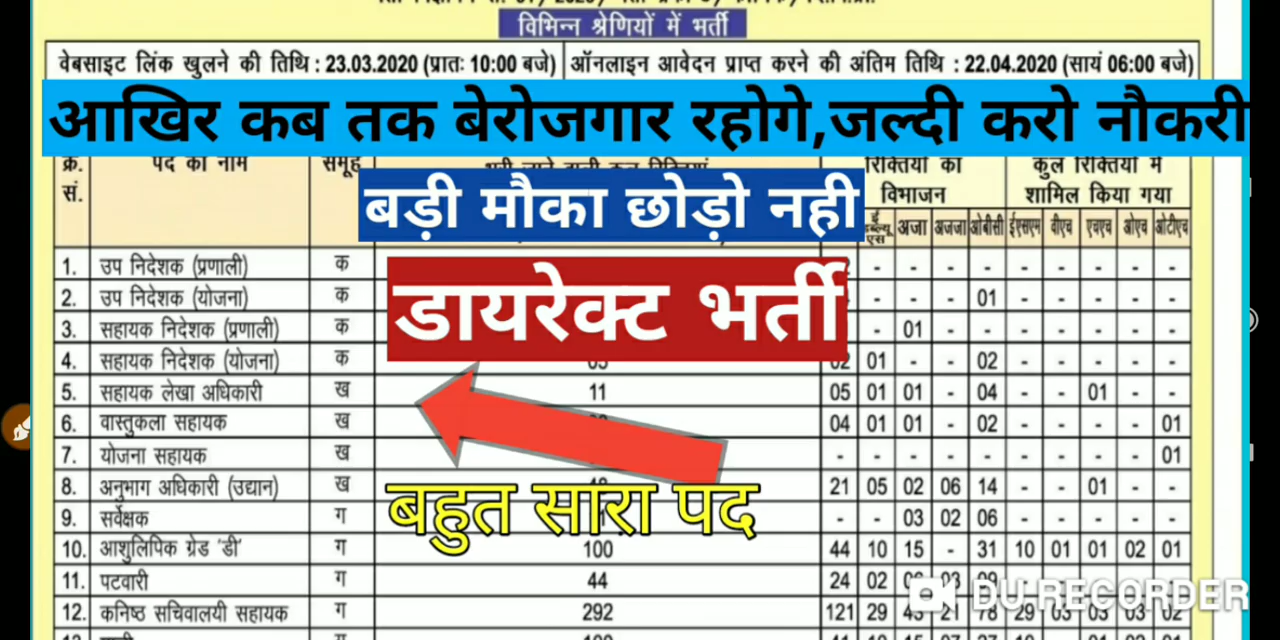 विभिन्न श्रेणियों में भर्ती
वेबसाइट लिंक खुलने की तिथि : 23.03.2020 (प्रातः 10:00 बजे) ऑनलाइन आवेदन प्राप्त करने की अंतिम तिथि : 22.04.2020 (सायं 06:00 बजे)
आखिर कब तक बेरोजगार रहोगे,जल्दी करो नौकरी
क्र. सं. पद का नाम समूह रिक्तियों का विभाजन कुल रिक्तियों में शामिल किया गया
बड़ी मौका छोड़ो नही
अजा अजजा ओबीसी ईएसएम वीएच एचएच ओएच ओटीएच
1. उप निदेशक (प्रणाली) क - - - - - - - - -
2. उप निदेशक (योजना) क - - - 01 - - - - -
डायरेक्ट भर्ती
3. सहायक निदेशक (प्रणाली) क - 01 - - - - - - -
4. सहायक निदेशक (योजना) क 02 01 - - 02 - - - - -
5. सहायक लेखा अधिकारी ख 11 05 01 01 - 04 - - 01 - -
6. वास्तुकला सहायक ख 04 01 01 - 02 - - - - 01
7. योजना सहायक ख - - - - - - - - - 01
8. अनुभाग अधिकारी (उद्यान) ख 21 05 02 06 14 - - 01 - -
बहुत सारा पद
9. सर्वेक्षक ग - - 03 02 06 - - - - -
10. आशुलिपिक ग्रेड 'डी' ग 100 44 10 15 - 31 10 01 01 02 01
11. पटवारी ग 44 24 02
DU RECORDER
12. कनिष्ठ सचिवालयी सहायक ग 292 121 29 21 78 29 03 03 03 02